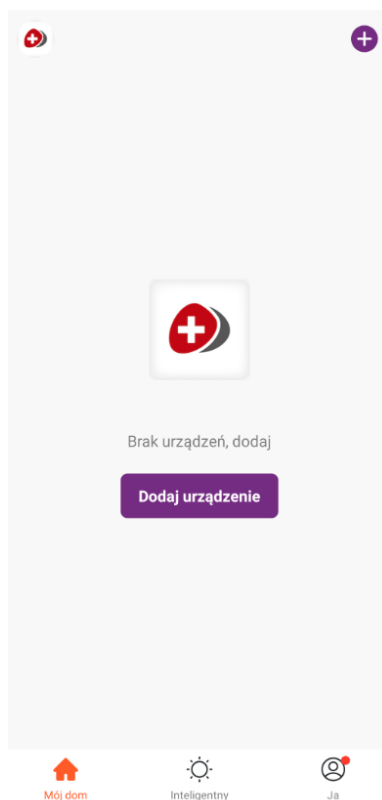 Brak urządzeń, dodaj
Dodaj urządzenie
Mój dom
Inteligentny
Ja